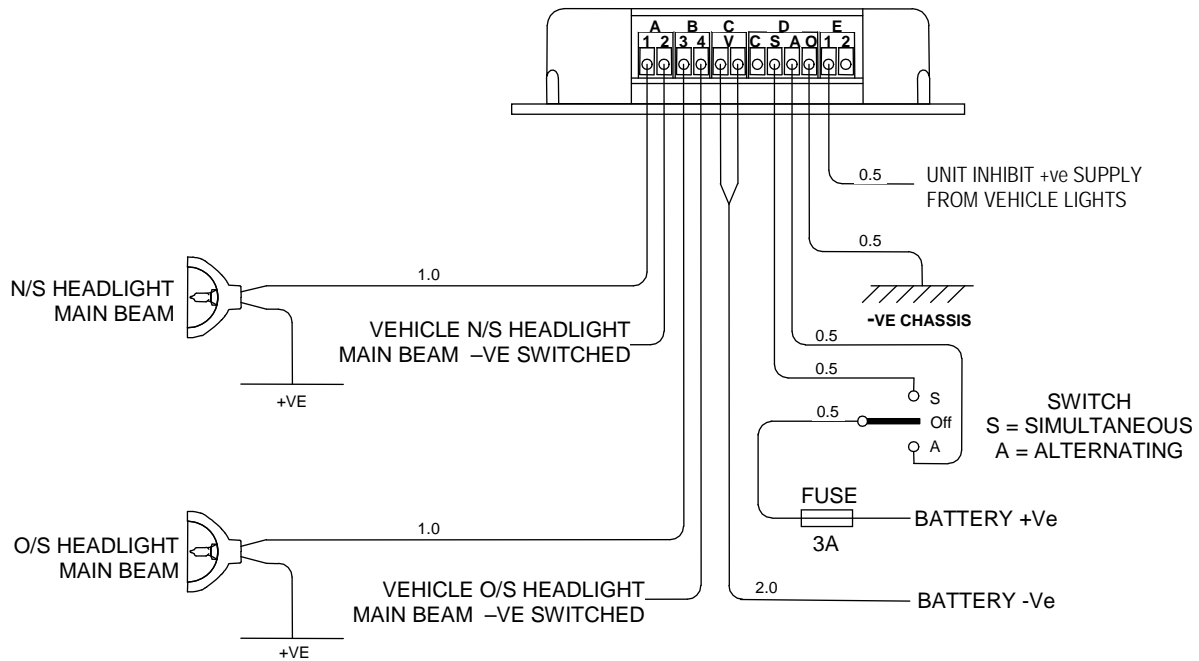 A B C D E
1 2 3 4 V C S A O 1 2
0.5
UNIT INHIBIT +ve SUPPLY
FROM VEHICLE LIGHTS
0.5
-VE CHASSIS
N/S HEADLIGHT
MAIN BEAM
1.0
+VE
VEHICLE N/S HEADLIGHT
MAIN BEAM –VE SWITCHED
0.5
0.5
0.5
S
Off
A
SWITCH
S = SIMULTANEOUS
A = ALTERNATING
FUSE
3A
BATTERY +Ve
O/S HEADLIGHT
MAIN BEAM
1.0
+VE
VEHICLE O/S HEADLIGHT
MAIN BEAM –VE SWITCHED
2.0
BATTERY -Ve